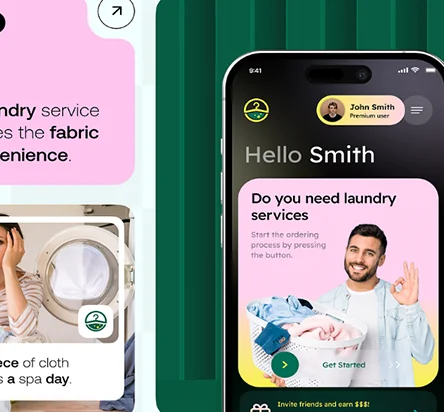 ndry service
es the fabric
enience.
ece of cloth
s a spa day.
9:41
John Smith
Premium user
Hello Smith
Do you need laundry
services
Start the ordering
process by pressing
the button.
Get Started
Invite friends and earn $$$!